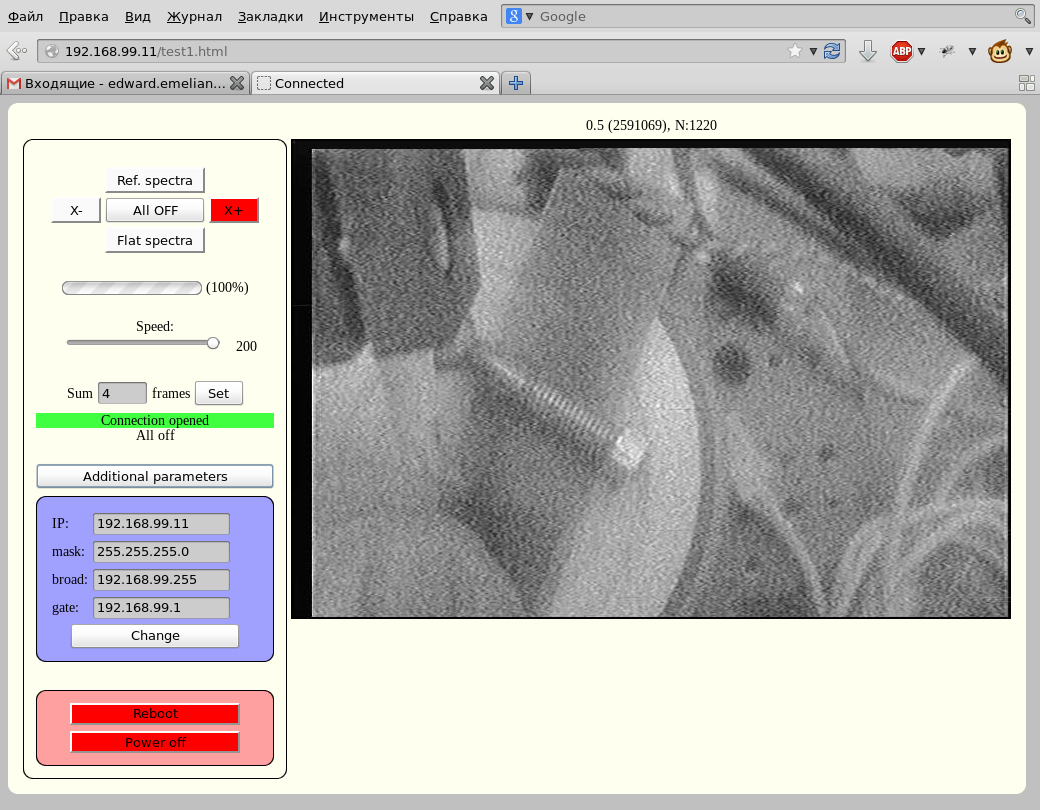 Файл Правка Вид Журнал Закладки Инструменты Справка Google
192.168.99.11/test1.html ABP
Входящие - edward.emelian... Connected
0.5 (2591069), N:1220
Ref. spectra
X- All OFF X+
Flat spectra
(100%)
Speed:
200
Sum 4 frames Set
Connection opened
All off
Additional parameters
IP: 192.168.99.11
mask: 255.255.255.0
broad: 192.168.99.255
gate: 192.168.99.1
Change
Reboot
Power off